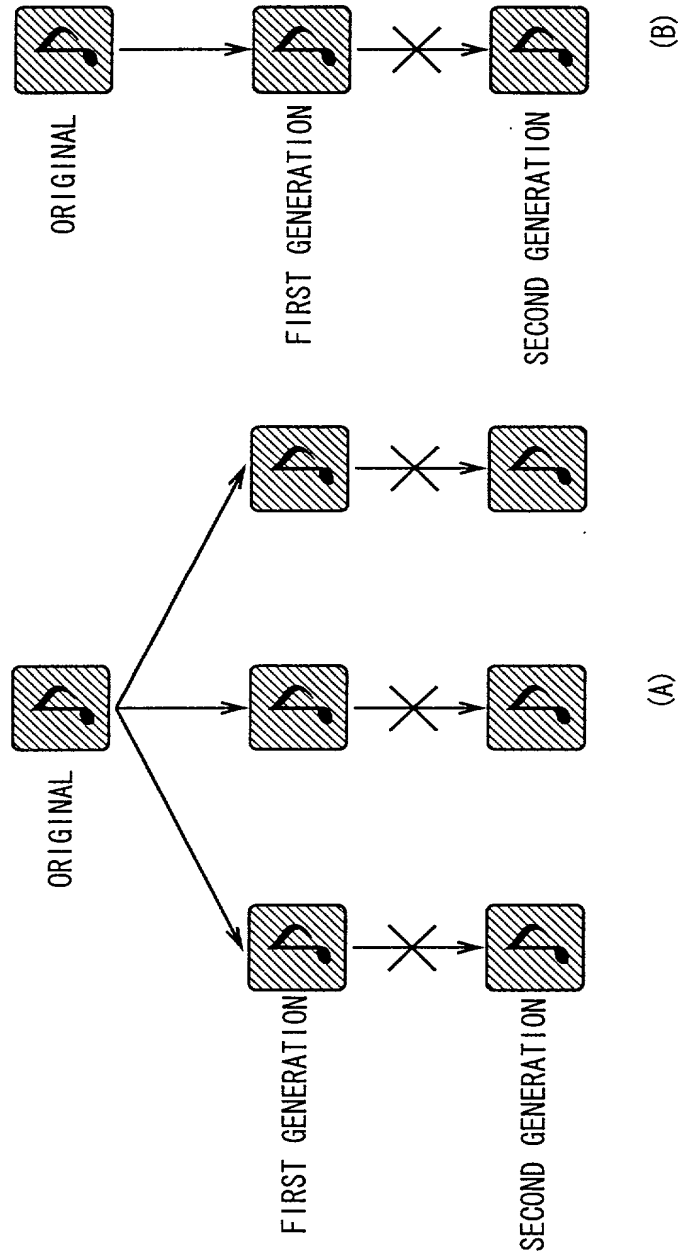 ORIGINAL
FIRST GENERATION
SECOND GENERATION
(A)
ORIGINAL
FIRST GENERATION
SECOND GENERATION
(B)